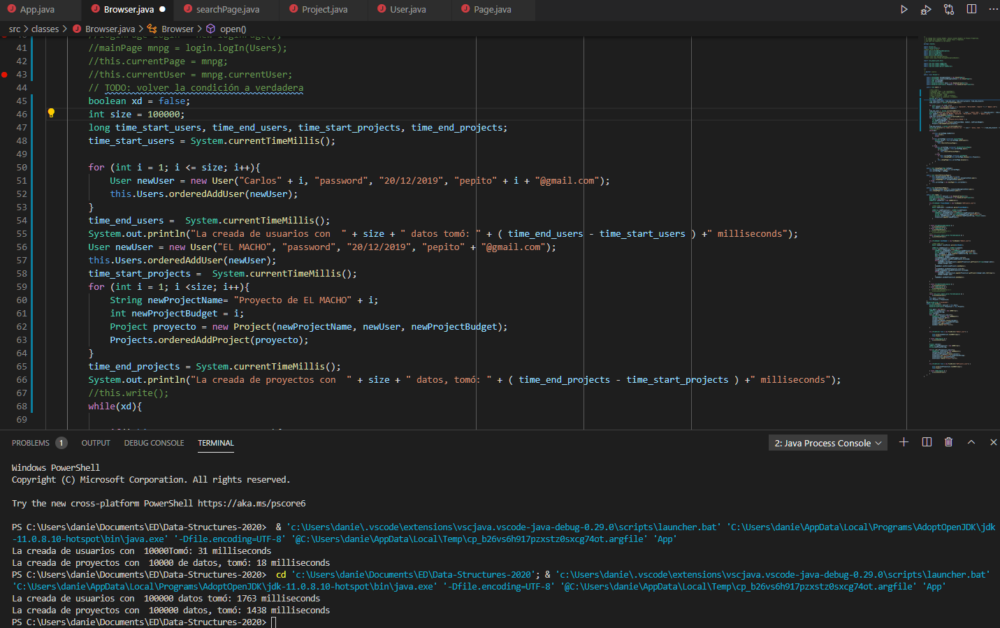 App.java
Browser.java
searchPage.java
Project.java
User.java
Page.java
src > classes > Browser.java > Browser > open()
41 //mainPage mnpg = login.logIn(Users);
42 //this.currentPage = mnpg;
43 //this.currentUser = mnpg.currentUser;
44 // TODO: volver la condición a verdadera
45 boolean xd = false;
46 int size = 100000;
47 long time_start_users, time_end_users, time_start_projects, time_end_projects;
48 time_start_users = System.currentTimeMillis();
49
50 for (int i = 1; i <= size; i++){
51 User newUser = new User("Carlos" + i, "password", "20/12/2019", "pepito" + i + "@gmail.com");
52 this.Users.orderedAddUser(newUser);
53 }
54 time_end_users =  System.currentTimeMillis();
55 System.out.println("La creada de usuarios con  " + size + " datos tomó: " + ( time_end_users - time_start_users ) +" milliseconds");
56 User newUser = new User("EL MACHO", "password", "20/12/2019", "pepito" + "@gmail.com");
57 this.Users.orderedAddUser(newUser);
58 time_start_projects =  System.currentTimeMillis();
59 for (int i = 1; i <size; i++){
60 String newProjectName= "Proyecto de EL MACHO" + i;
61 int newProjectBudget = i;
62 Project proyecto = new Project(newProjectName, newUser, newProjectBudget);
63 Projects.orderedAddProject(proyecto);
64 }
65 time_end_projects = System.currentTimeMillis();
66 System.out.println("La creada de proyectos con  " + size + " datos, tomó: " + ( time_end_projects - time_start_projects ) +" milliseconds");
67 //this.write();
68 while(xd){
69
PROBLEMS 1 OUTPUT DEBUG CONSOLE TERMINAL
2: Java Process Console
Windows PowerShell
Copyright (C) Microsoft Corporation. All rights reserved.
Try the new cross-platform PowerShell https://aka.ms/pscore6
PS C:\Users\danie\Documents\ED\Data-Structures-2020>  & 'c:\Users\danie\.vscode\extensions\vscjava.vscode-java-debug-0.29.0\scripts\launcher.bat' 'C:\Users\danie\AppData\Local\Programs\AdoptOpenJDK\jdk
-11.0.8.10-hotspot\bin\java.exe' '-Dfile.encoding=UTF-8' '@C:\Users\danie\AppData\Local\Temp\cp_b26vs6h917pzxstz0sxcg74ot.argfile' 'App'
La creada de usuarios con  10000Tomó: 31 milliseconds
La creada de proyectos con  10000 de datos, tomó: 18 milliseconds
PS C:\Users\danie\Documents\ED\Data-Structures-2020>  cd 'c:\Users\danie\Documents\ED\Data-Structures-2020'; & 'c:\Users\danie\.vscode\extensions\vscjava.vscode-java-debug-0.29.0\scripts\launcher.bat'
'C:\Users\danie\AppData\Local\Programs\AdoptOpenJDK\jdk-11.0.8.10-hotspot\bin\java.exe' '-Dfile.encoding=UTF-8' '@C:\Users\danie\AppData\Local\Temp\cp_b26vs6h917pzxstz0sxcg74ot.argfile' 'App'
La creada de usuarios con  100000 datos tomó: 1763 milliseconds
La creada de proyectos con  100000 datos, tomó: 1438 milliseconds
PS C:\Users\danie\Documents\ED\Data-Structures-2020>